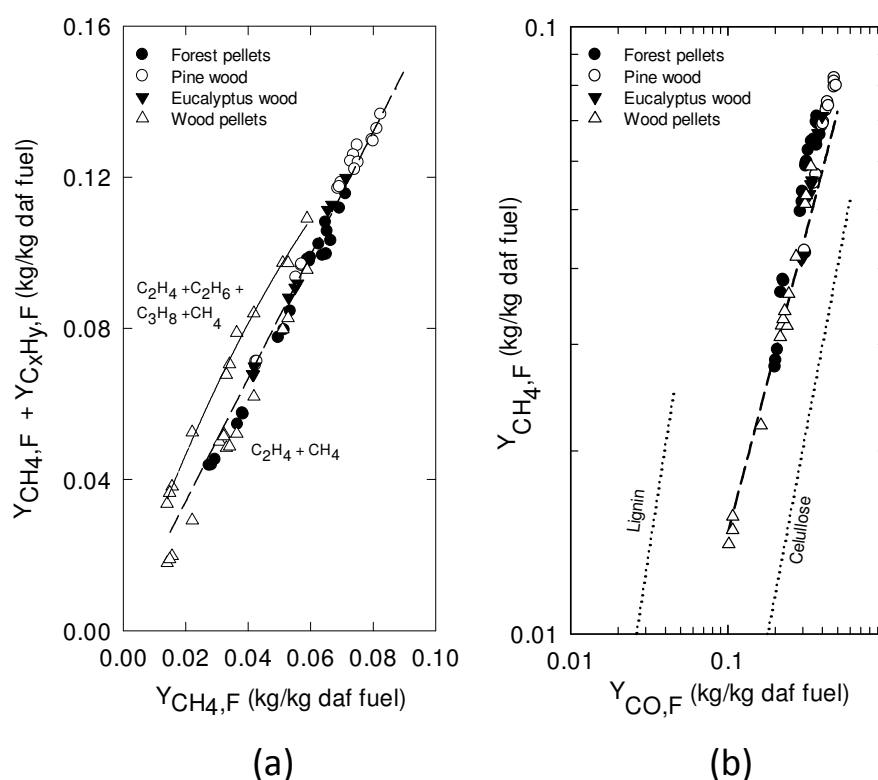 0.16
0.12
0.08
0.04
0.00
0.00 0.02 0.04 0.06 0.08 0.10
YCH4,F + YCxHy,F (kg/kg daf fuel)
YCH4,F (kg/kg daf fuel)
Forest pellets
Pine wood
Eucalyptus wood
Wood pellets
C2H4 +C2H6 +
C3H8 +CH4
C2H4 + CH4
(a)
0.1
0.01
0.01 0.1
YCH4,F (kg/kg daf fuel)
YCO,F (kg/kg daf fuel)
Forest pellets
Pine wood
Eucalyptus wood
Wood pellets
Lignin
Celullose
(b)